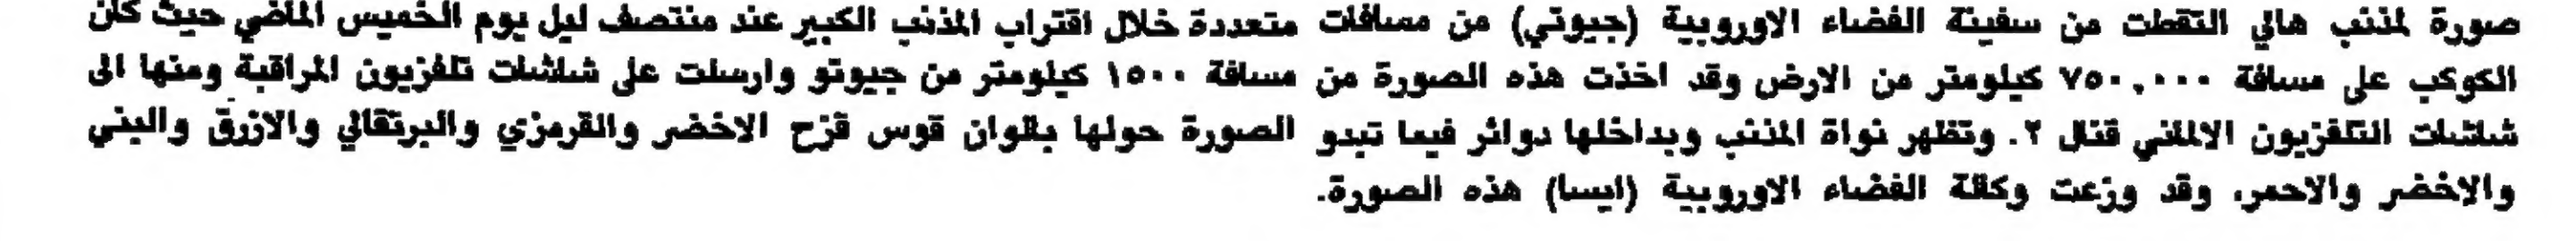 صورة لمذنب هالي التقطت من سفينة الفضاء الاوروبية (جيوتي) من مسافات متعددة خلال اقتراب المذنب الكبير عند منتصف ليل يوم الخميس الماضي حيث كان
الكوكب على مسافة ٧٥٠,٠٠٠ كيلومتر من الارض وقد اخذت هذه الصورة من مسافة ١٥٠٠ كيلومتر من جيوتو وارسلت على شاشات تلفزيون المراقبة ومنها الى
شاشات التلفزيون الالماني قنال ٢. وتظهر نواة المذنب وبداخلها دوائر فيما تبدو الصورة حولها بالوان قوس قزح الاخضر والقرمزي والبرتقالي والازرق والبني
والاخضر والاحمر، وقد وزعت وكالة الفضاء الاوروبية (ايسا) هذه الصورة.